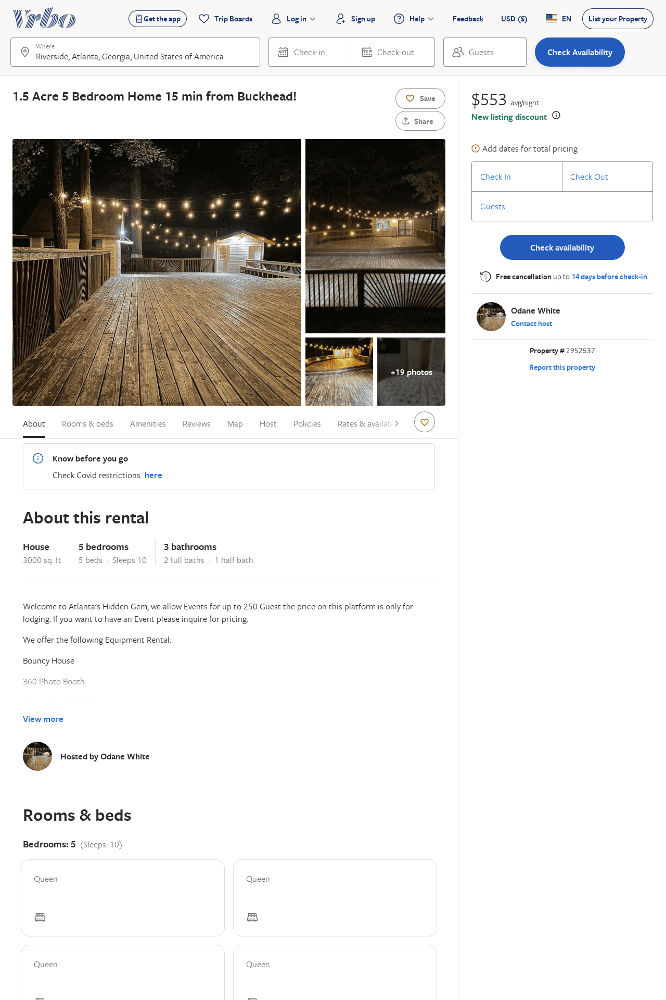 Vrbo
Get the app
Trip Boards
Log in
Sign up
Help
Feedback
USD ($)
EN
List your Property
Where
Riverside, Atlanta, Georgia, United States of America
Check-in
Check-out
Guests
Check Availability
1.5 Acre 5 Bedroom Home 15 min from Buckhead!
Save
Share
+19 photos
$553 avg/night
New listing discount
Add dates for total pricing
Check In
Check Out
Guests
Check availability
Free cancellation up to 14 days before check-in
Odane White
Contact host
Property # 2952537
Report this property
About
Rooms & beds
Amenities
Reviews
Map
Host
Policies
Rates &
Know before you go
Check Covid restrictions here
About this rental
House
3000 sq. ft
5 bedrooms
5 beds · Sleeps 10
3 bathrooms
2 full baths · 1 half bath
Welcome to Atlanta's Hidden Gem, we allow Events for up to 250 Guest the price on this platform is only for
lodging. If you want to have an Event please inquire for pricing.
We offer the following Equipment Rental:
Bouncy House
360 Photo Booth
View more
Hosted by Odane White
Rooms & beds
Bedrooms: 5 (Sleeps: 10)
Queen
Queen
Queen
Queen